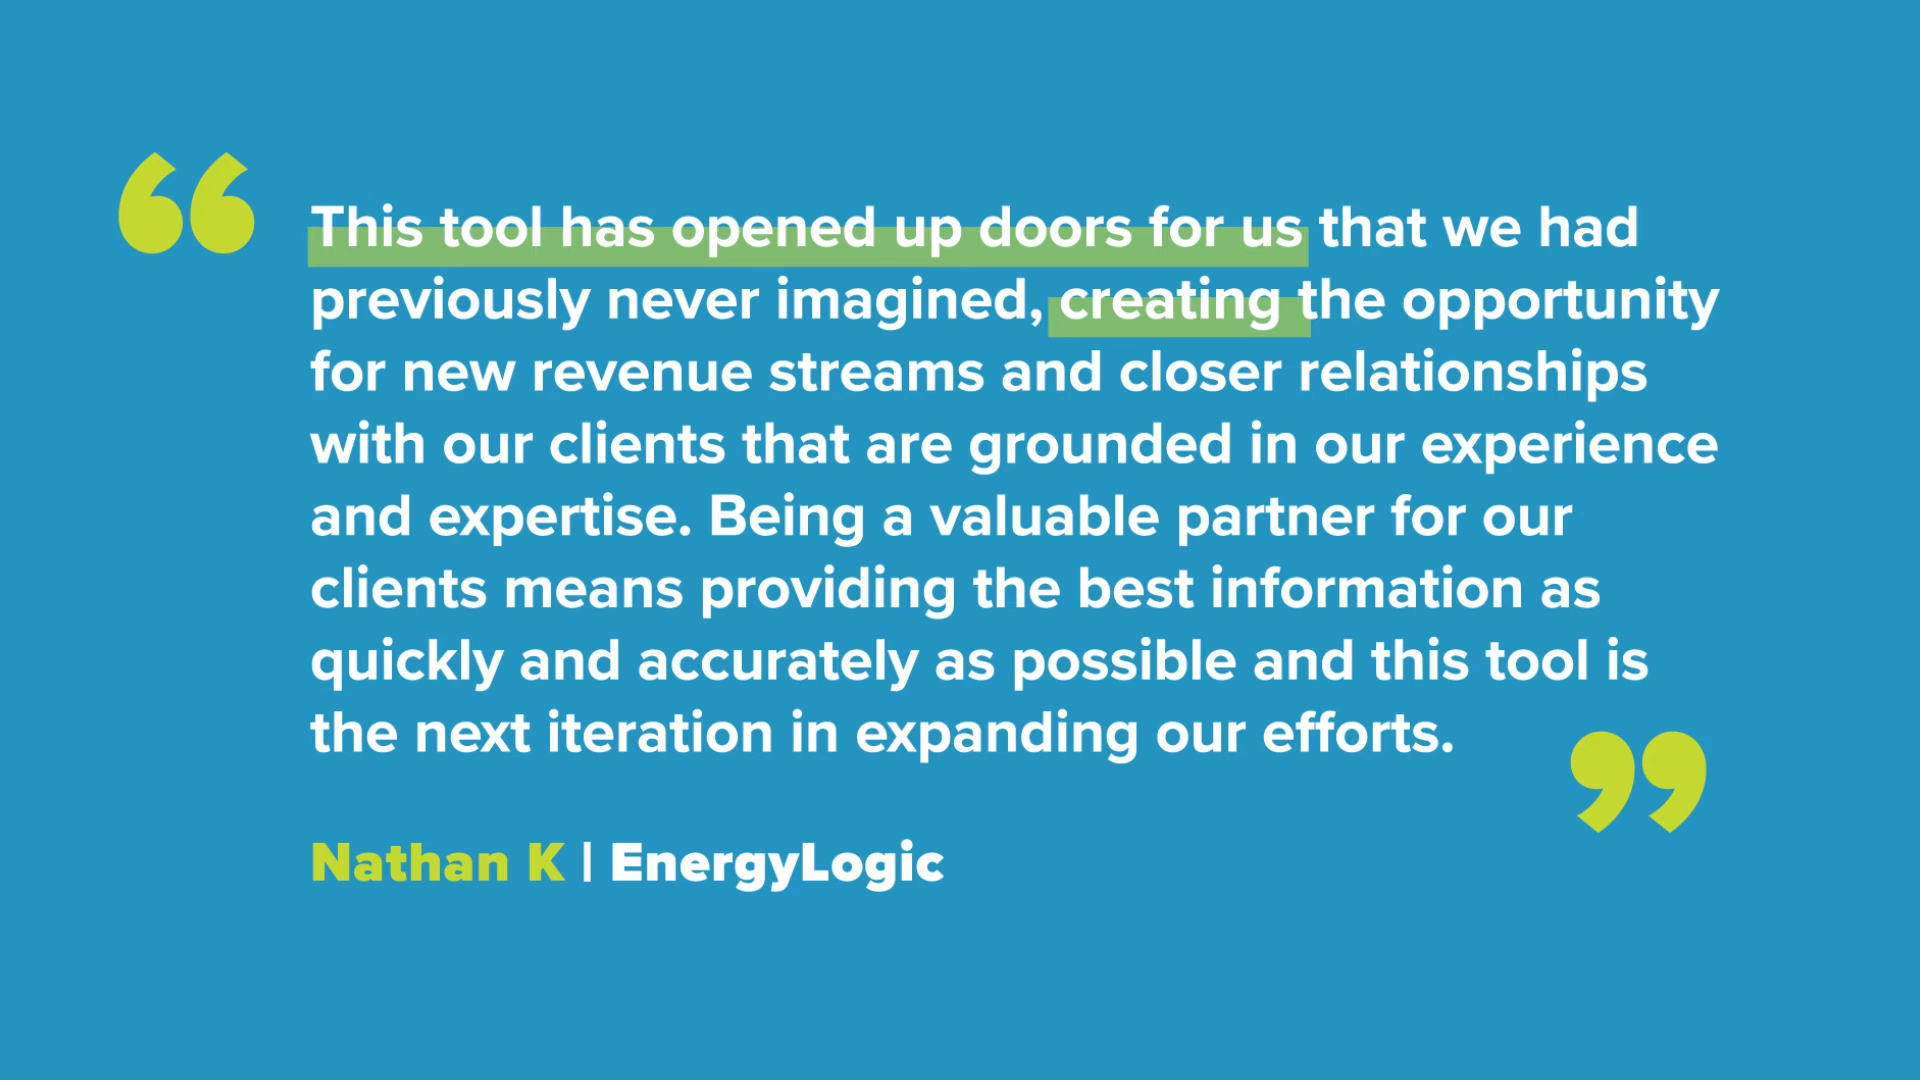 “
This tool has opened up doors for us that we had
previously never imagined, creating the opportunity
for new revenue streams and closer relationships
with our clients that are grounded in our experience
and expertise. Being a valuable partner for our
clients means providing the best information as
quickly and accurately as possible and this tool is
the next iteration in expanding our efforts.
”
Nathan K | EnergyLogic